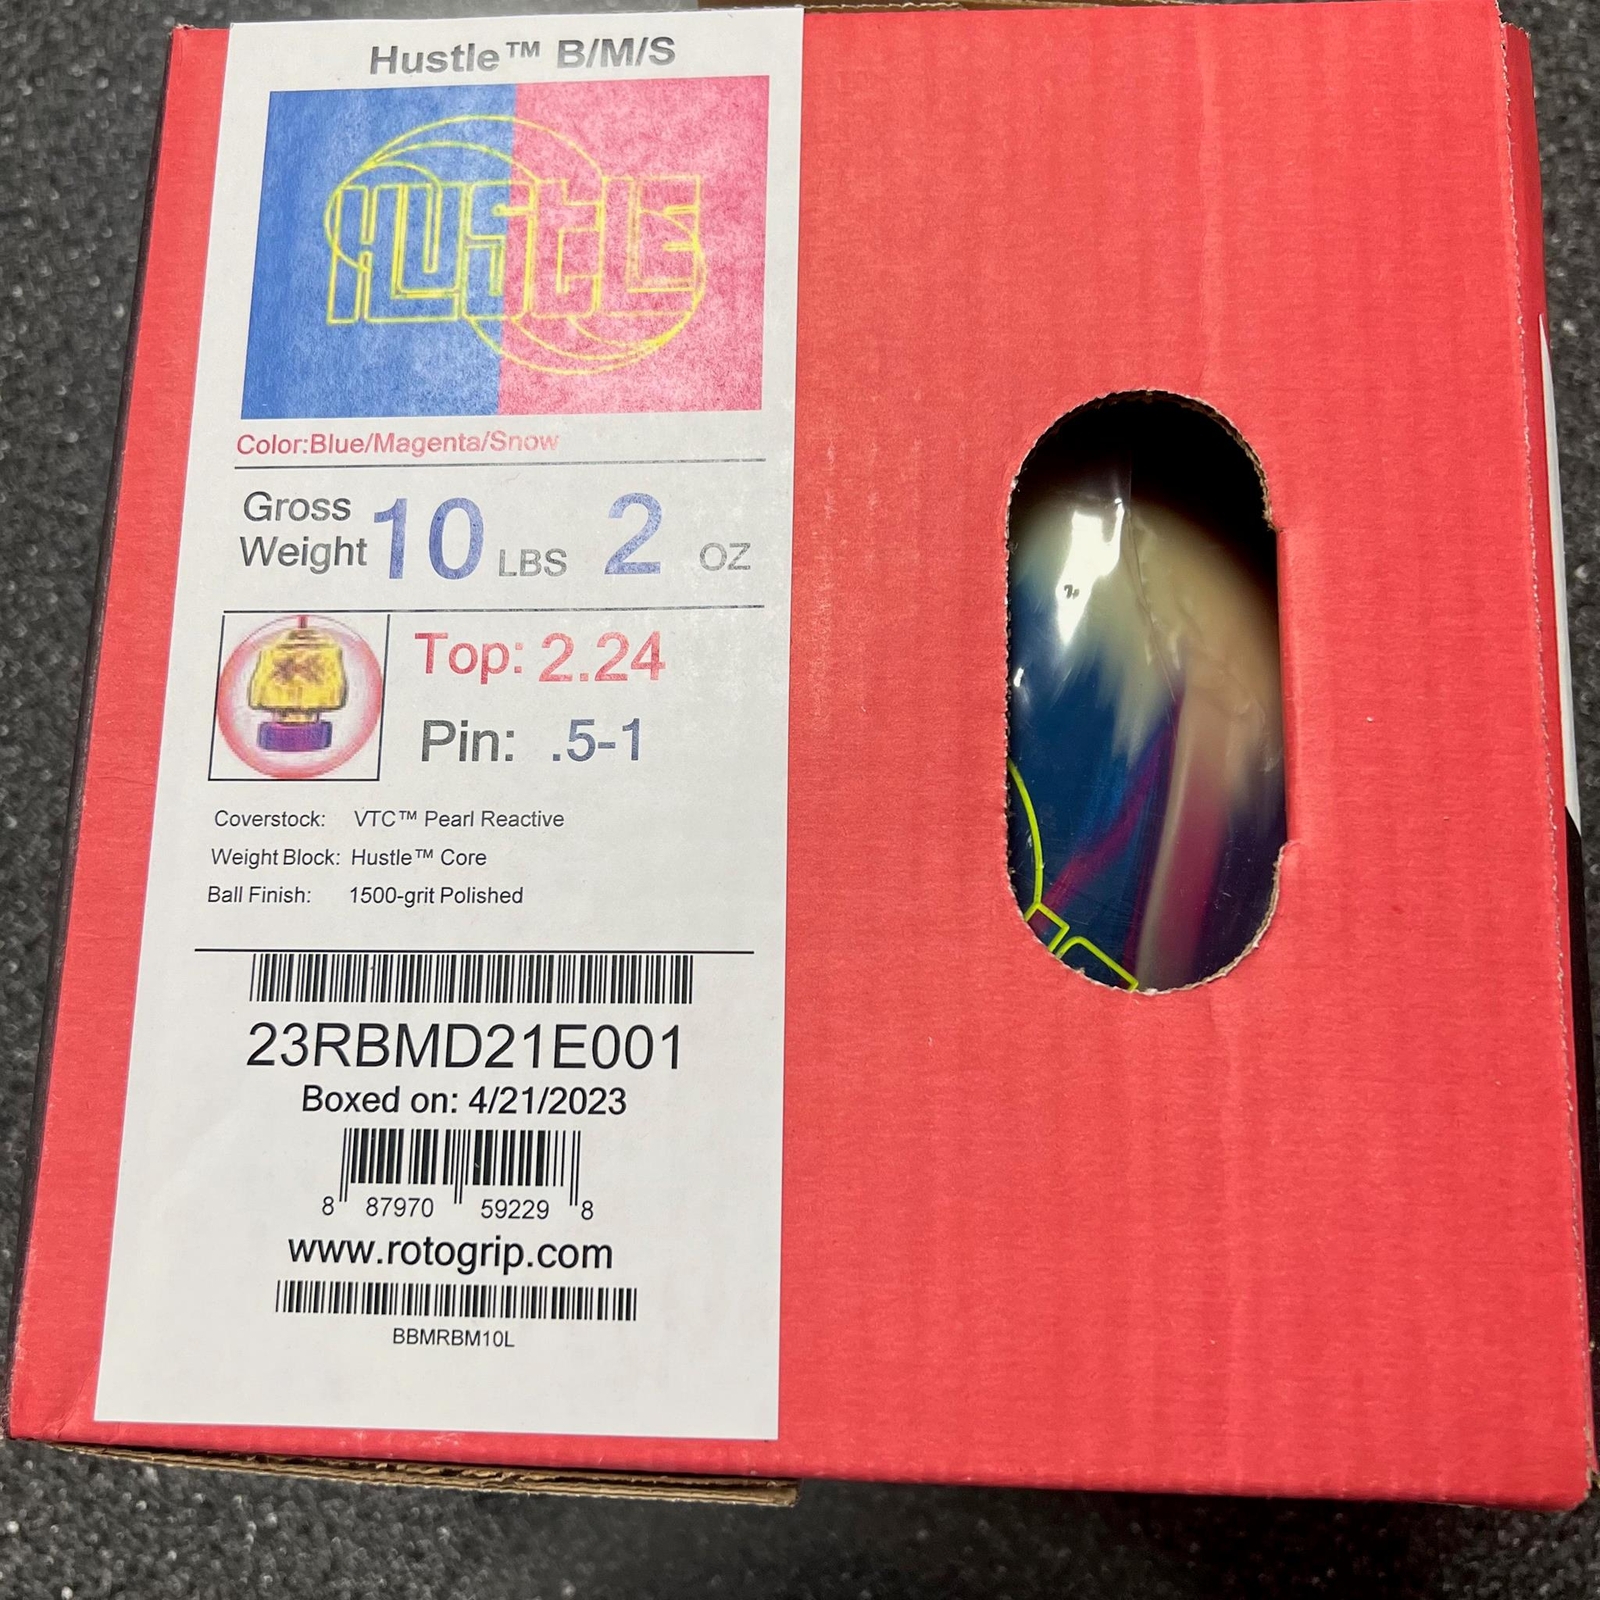 Hustle™ B/M/S
HUSTLE
Color:Blue/Magenta/Snow
Gross Weight 10 LBS 2 OZ
Top: 2.24
Pin: .5-1
Coverstock: VTC™ Pearl Reactive
Weight Block: Hustle™ Core
Ball Finish: 1500-grit Polished
23RBMD21E001
Boxed on: 4/21/2023
8 87970 59229 8
www.rotogrip.com
BBMRBM10L